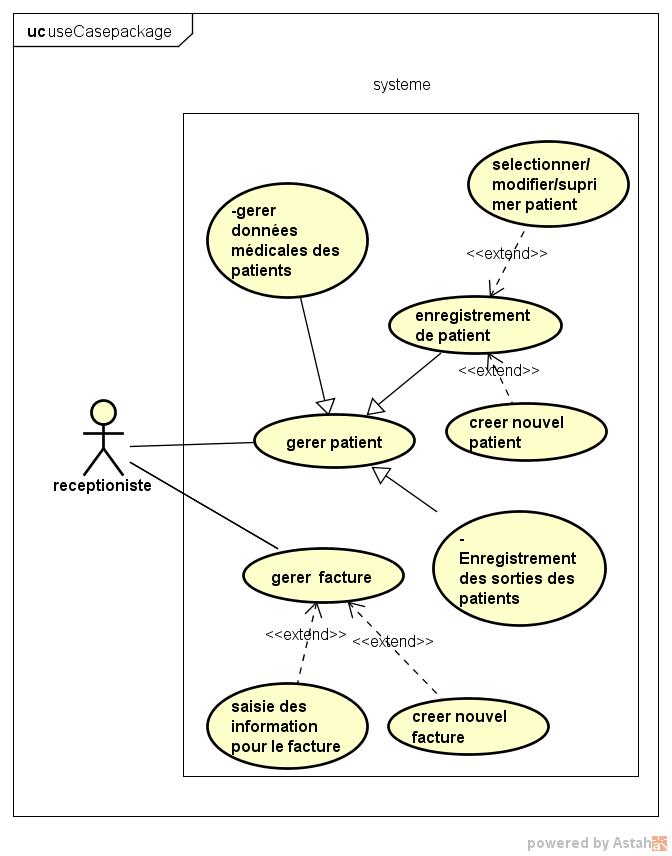 uc useCasepackage
systeme
selectionner/
modifier/supri
mer patient
-gerer
données
médicales des
patients
<<extend>>
enregistrement
de patient
<<extend>>
creer nouvel
patient
gerer patient
receptioniste
-
Enregistrement
des sorties des
patients
gerer facture
<<extend>>
<<extend>>
saisie des
information
pour le facture
creer nouvel
facture
powered by Astah